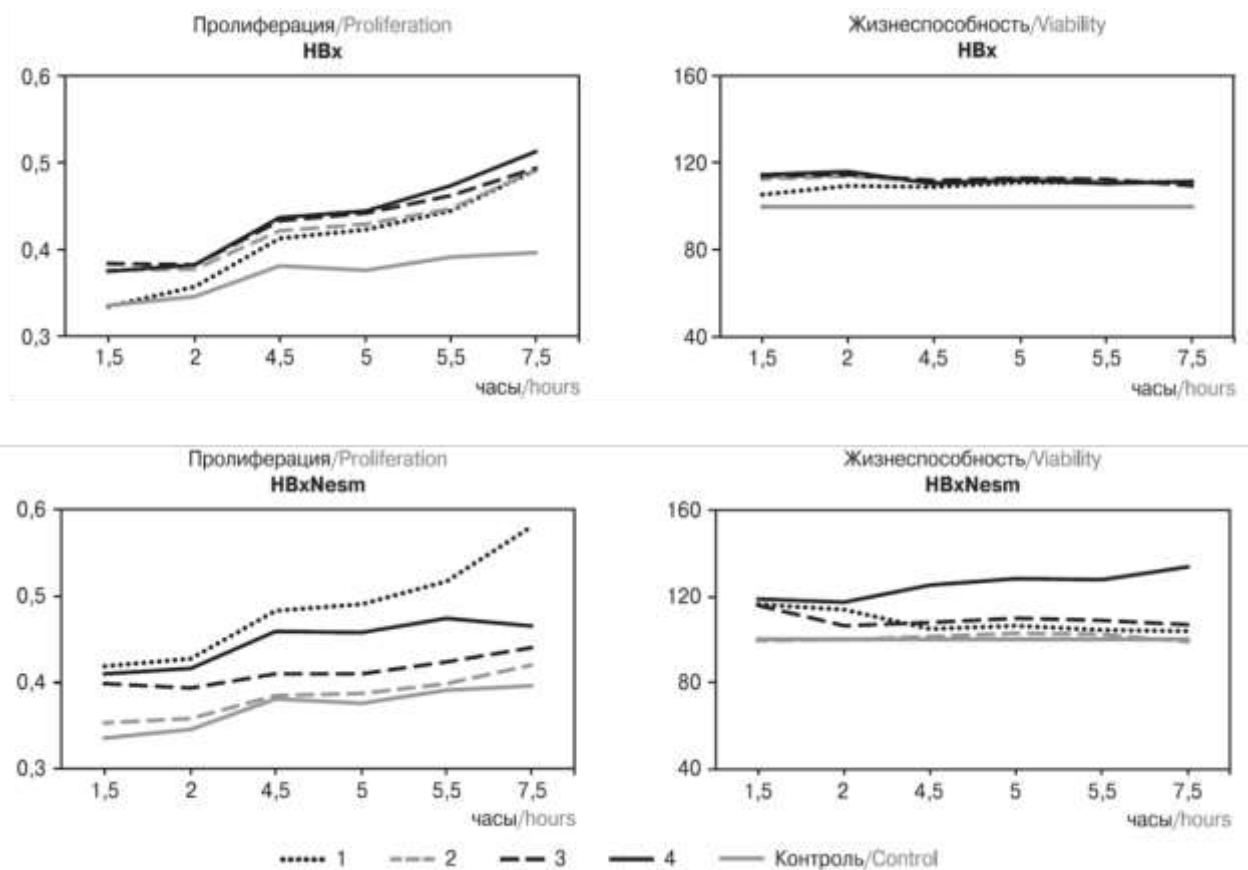 Пролиферация/Proliferation
HBx
0,6
0,5
0,4
0,3
1,5 2 4,5 5 5,5 7,5
часы/hours
Жизнеспособность/Viability
HBx
160
120
80
40
1,5 2 4,5 5 5,5 7,5
часы/hours
Пролиферация/Proliferation
HBxNesm
0,6
0,5
0,4
0,3
1,5 2 4,5 5 5,5 7,5
часы/hours
Жизнеспособность/Viability
HBxNesm
160
120
80
40
1,5 2 4,5 5 5,5 7,5
часы/hours
1 2 3 4 Контроль/Control